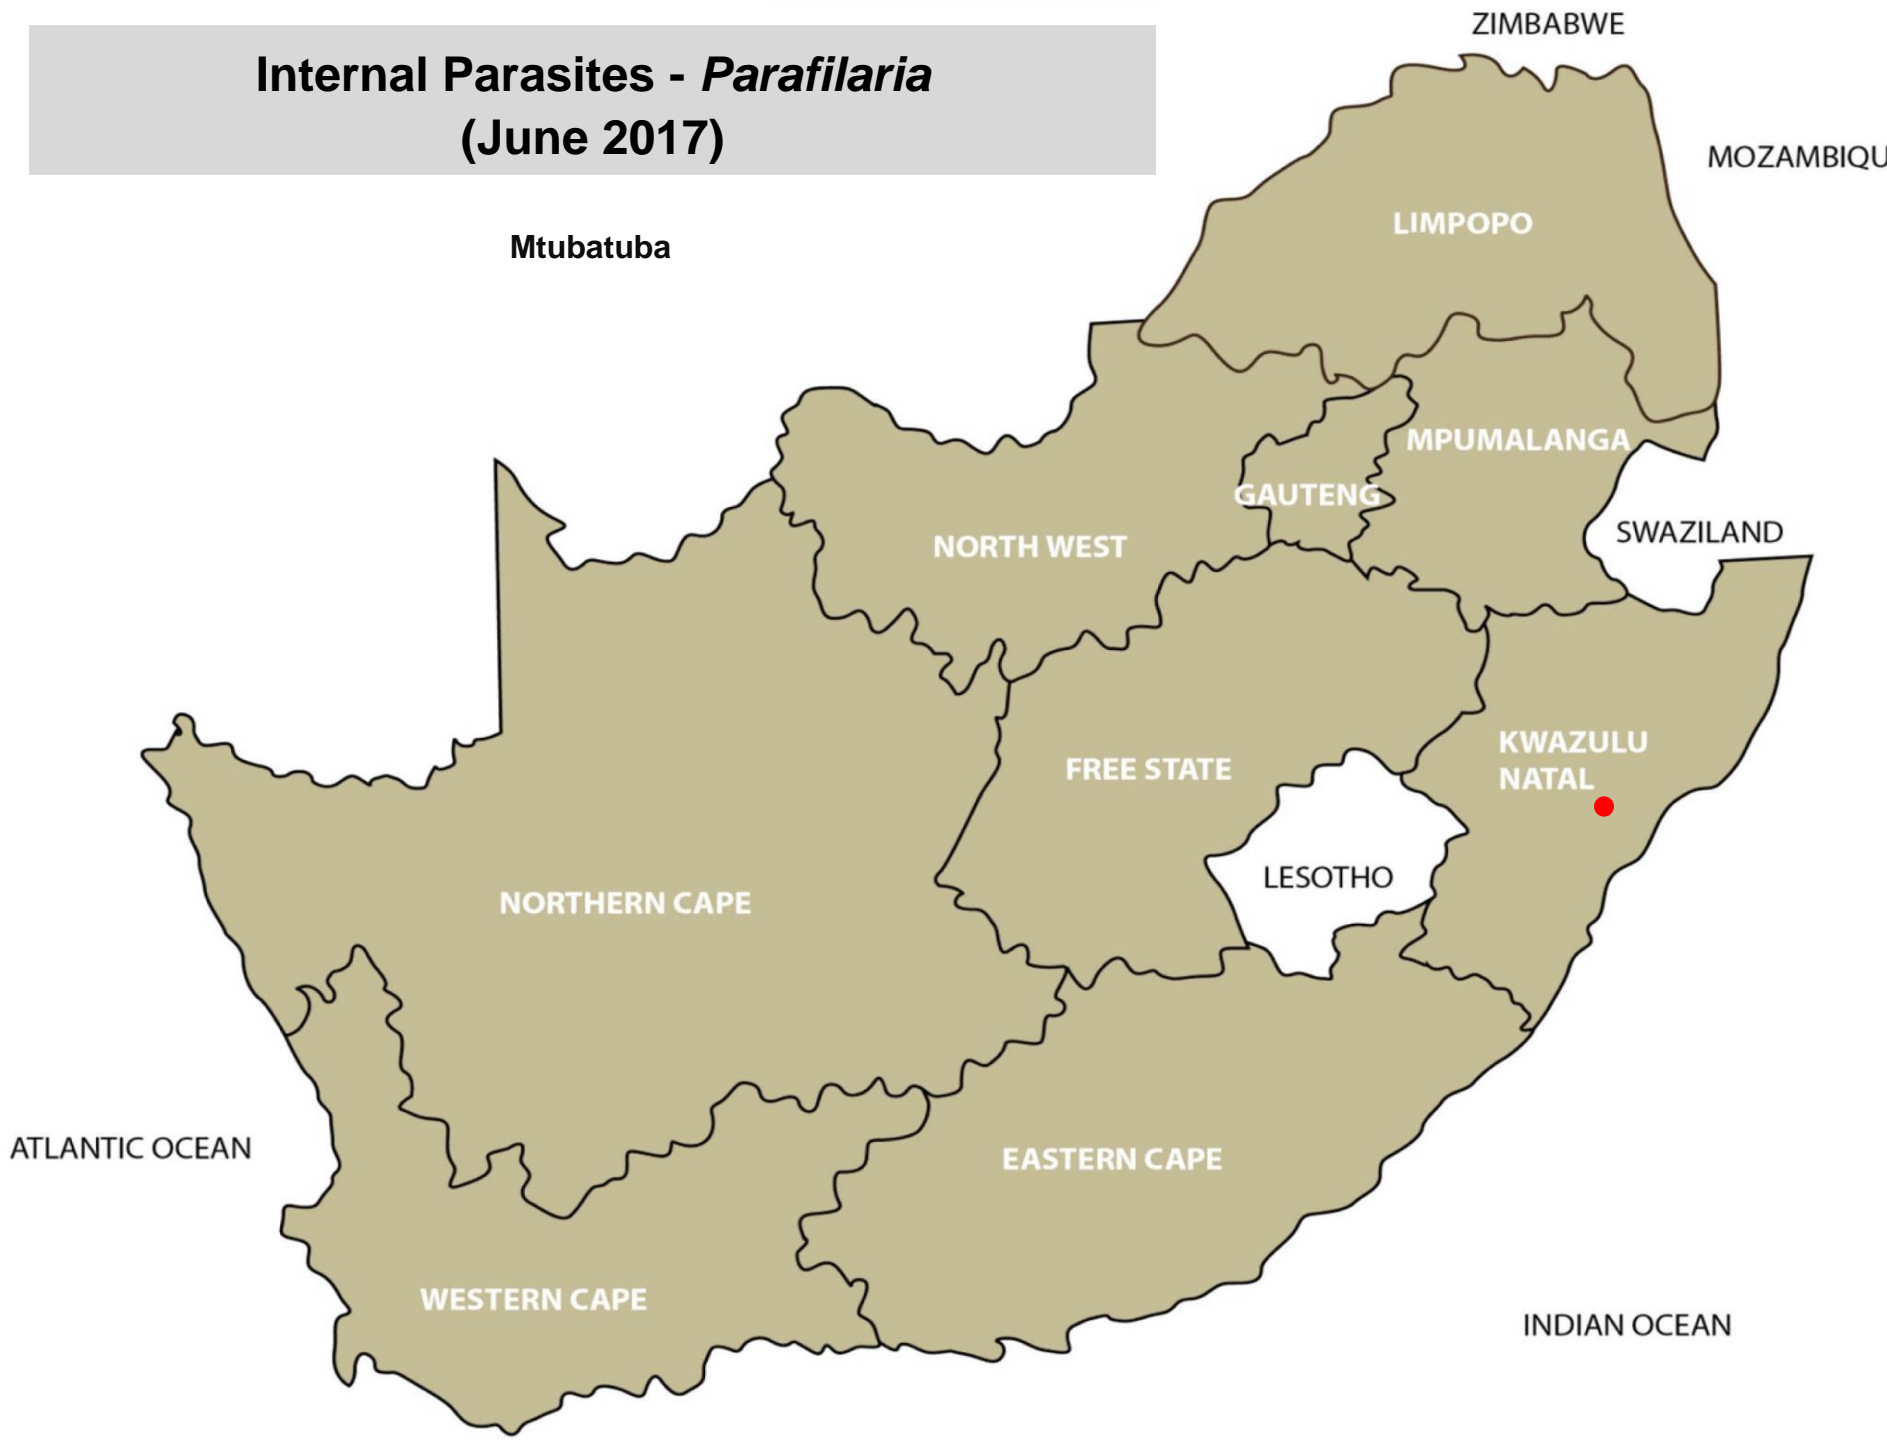 Internal Parasites - Parafilaria
(June 2017)
Mtubatuba
ZIMBABWE
MOZAMBIQU
LIMPOPO
MPUMALANGA
GAUTENG
NORTH WEST
SWAZILAND
KWAZULU
NATAL
FREE STATE
LESOTHO
NORTHERN CAPE
ATLANTIC OCEAN
EASTERN CAPE
WESTERN CAPE
INDIAN OCEAN